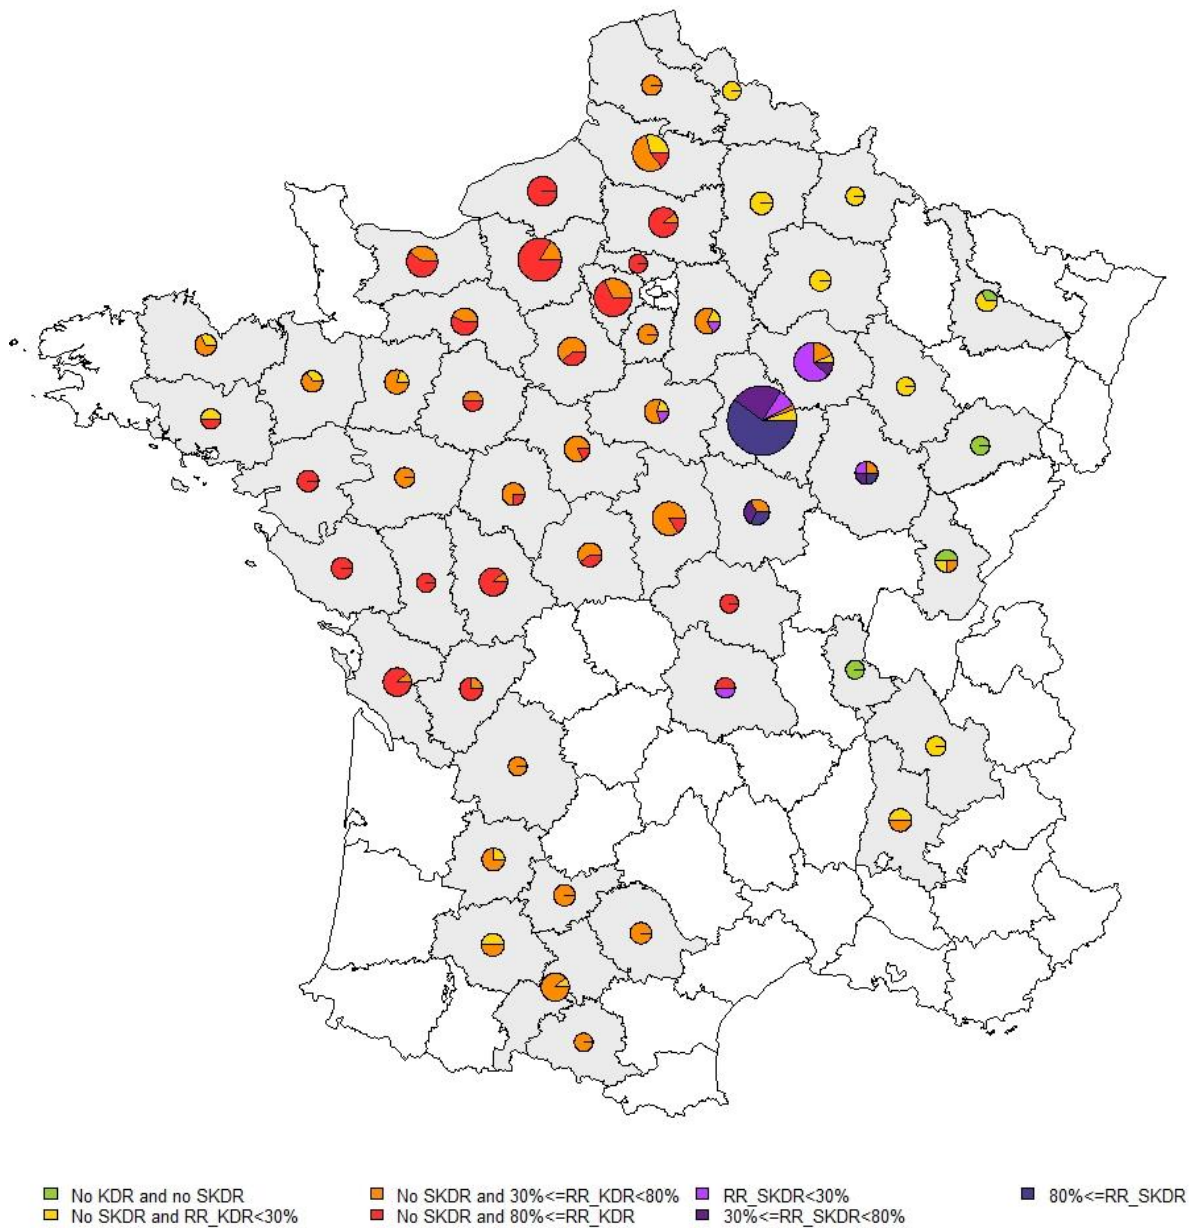 No KDR and no SKDR
No SKDR and RR_KDR<30%
No SKDR and 30%<=RR_KDR<80%
No SKDR and 80%<=RR_KDR
RR_SKDR<30%
30%<=RR_SKDR<80%
80%<=RR_SKDR